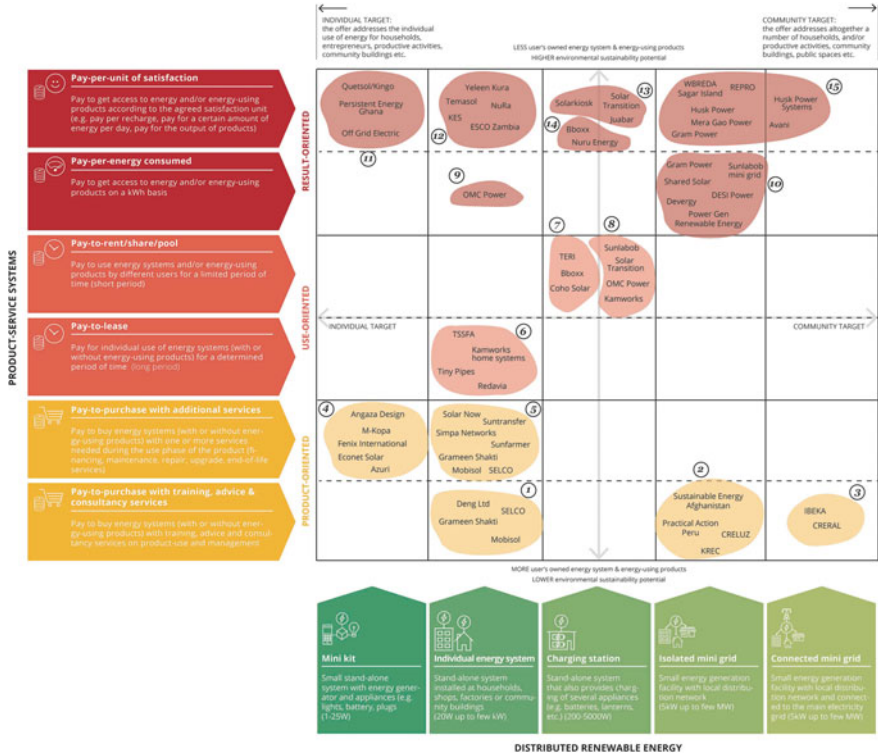 INDIVIDUAL TARGET:
the offer addresses the individual
use of energy for households,
entrepreneurs, productive activities,
community buildings etc.
COMMUNITY TARGET:
the offer addresses altogether a
number of households, and/or
productive activities, community
buildings, public spaces etc.
LESS user's owned energy system & energy-using products
HIGHER environmental sustainability potential
PRODUCT-SERVICE SYSTEMS
Pay-per-unit of satisfaction
Pay to get access to energy and/or energy-using
products according to the agreed satisfaction unit
(e.g. pay per recharge, pay for a certain amount of
energy per day, pay for the output of products)
Pay-per-energy consumed
Pay to get access to energy and/or energy-using
products on a kWh basis
Pay-to-rent/share/pool
Pay to use energy systems and/or energy-using
products by different users for a limited period of
time (short period)
Pay-to-lease
Pay for individual use of energy systems (with or
without energy-using products) for a determined
period of time (long period)
Pay-to-purchase with additional services
Pay to buy energy systems (with or without en-
ergy-using products) with one or more services
needed during the use phase of the product (fi-
nancing, maintenance, repair, upgrade, end-of-life
services)
Pay-to-purchase with training, advice &
consultancy services
Pay to buy energy systems (with or without ener-
gy-using products) with training, advice and consul-
tancy services on product use and management
RESULT-ORIENTED
USE-ORIENTED
PRODUCT-ORIENTED
Quetsol/Kingo
Persistent Energy
Ghana
Off Grid Electric
11
Yeleen Kura
Temasol
NuRa
KES
ESCO Zambia
12
Solarkiosk
Solar
Transition
Juabar
13
14
Bboxx
Nuru Energy
WBREDA
Sagar Island
REPRO
Husk Power
Mera Gao Power
Gram Power
Husk Power
Systems
Avani
15
9
OMC Power
Gram Power
Sunlabob
mini grid
Shared Solar
DESI Power
Devergy
Power Gen
Renewable Energy
10
7
TERI
Bboxx
Coho Solar
8
Sunlabob
Solar
Transition
OMC Power
Kamworks
INDIVIDUAL TARGET
COMMUNITY TARGET
TSSFA
6
Kamworks
home systems
Tiny Pipes
Redavia
4
Angaza Design
M-Kopa
Fenix International
Econet Solar
Azuri
Solar Now
5
Suntransfer
Simpa Networks
Sunfarmer
Grameen Shakti
Mobisol
SELCO
1
Deng Ltd
SELCO
Grameen Shakti
Mobisol
2
Sustainable Energy
Afghanistan
Practical Action
Peru
CRELUZ
KREC
3
IBEKA
CRERAL
MORE user's owned energy system & energy-using products
LOWER environmental sustainability potential
Mini kit
Small stand-alone
system with energy gener-
ator and appliances (e.g.
lights, battery, plugs)
(1-25W)
Individual energy system
Stand-alone system
installed at households,
shops, factories or comu-
nity buildings
(20W up to few kW)
Charging station
Stand-alone system
that also provides charg-
ing of several appliances
(e.g. batteries, lanterns,
etc.) (200-5000W)
Isolated mini grid
Small energy generation
facility with local distribu-
tion network
(5kW up to few MW)
Connected mini grid
Small energy generation
facility with local distribu-
tion network and connect-
ed to the main electricity
grid (5kW up to few MW)
DISTRIBUTED RENEWABLE ENERGY